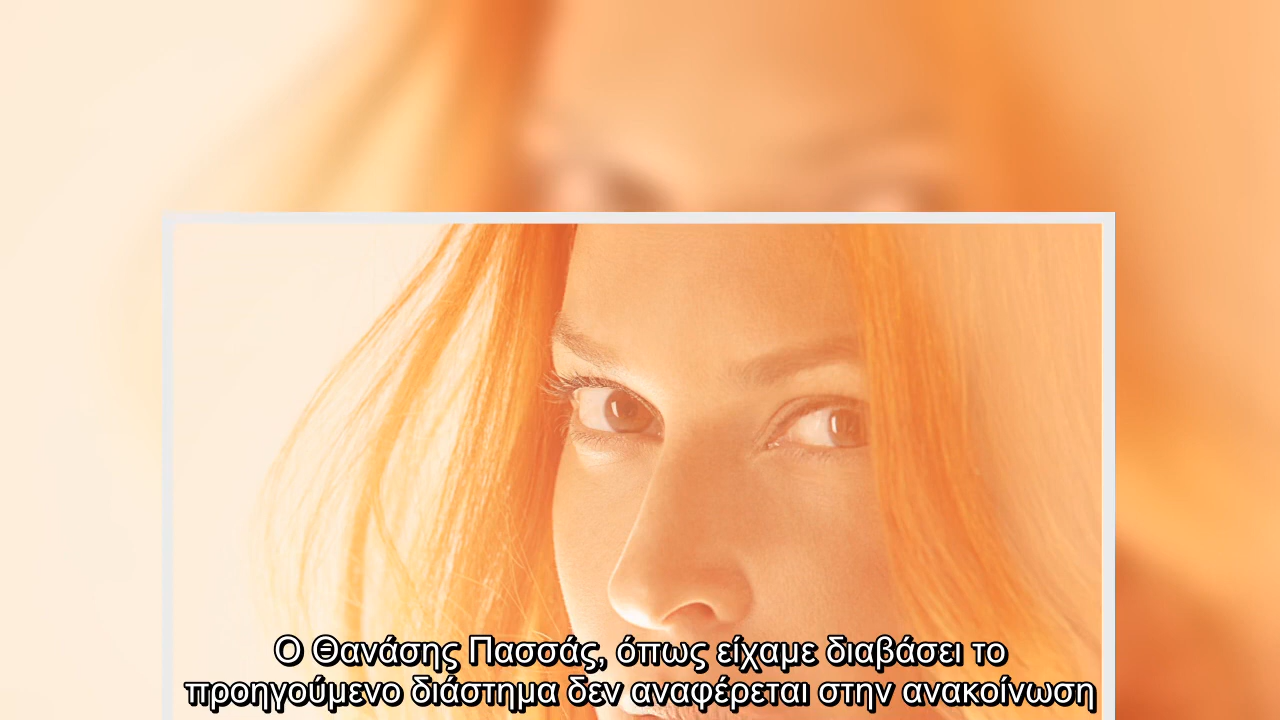 Ο Θανάσης Πασσάς, όπως είχαμε διαβάσει το
προηγούμενο διάστημα δεν αναφέρεται στην ανακοίνωση